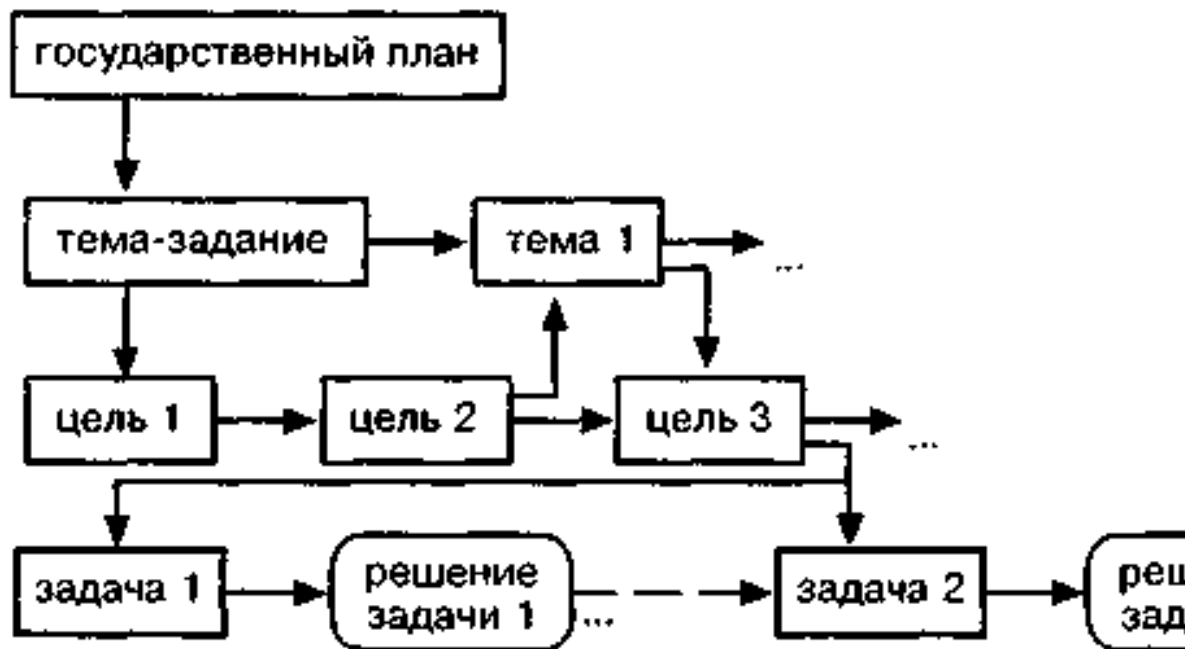 государственный план
тема-задание
тема 1
...
цель 1
цель 2
цель 3
...
задача 1
решение
задачи 1
...
задача 2